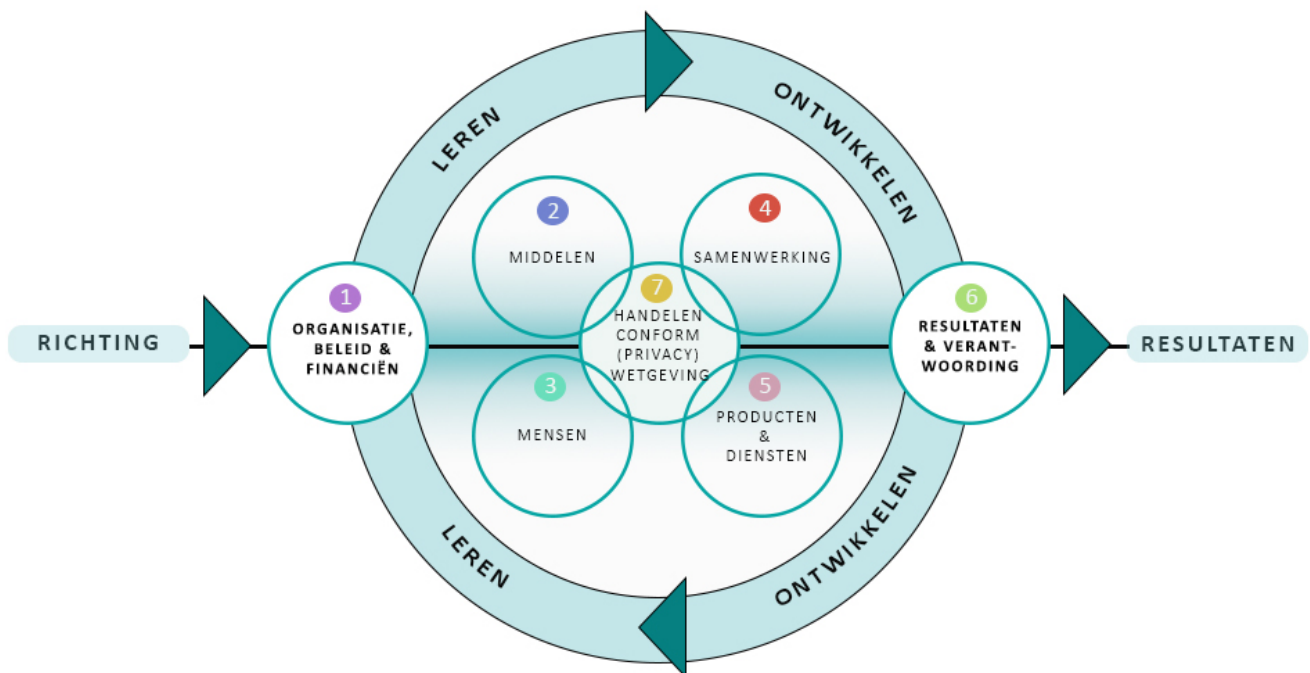 RICHTING
LEREN
ONTWIKKELEN
1
ORGANISATIE,
BELEID &
FINANCIËN
2
MIDDELEN
3
MENSEN
4
SAMENWERKING
5
PRODUCTEN
&
DIENSTEN
7
HANDELEN
CONFORM
(PRIVACY)
WETGEVING
6
RESULTATEN
& VERANT-
WOORDING
RESULTATEN
LEREN
ONTWIKKELEN